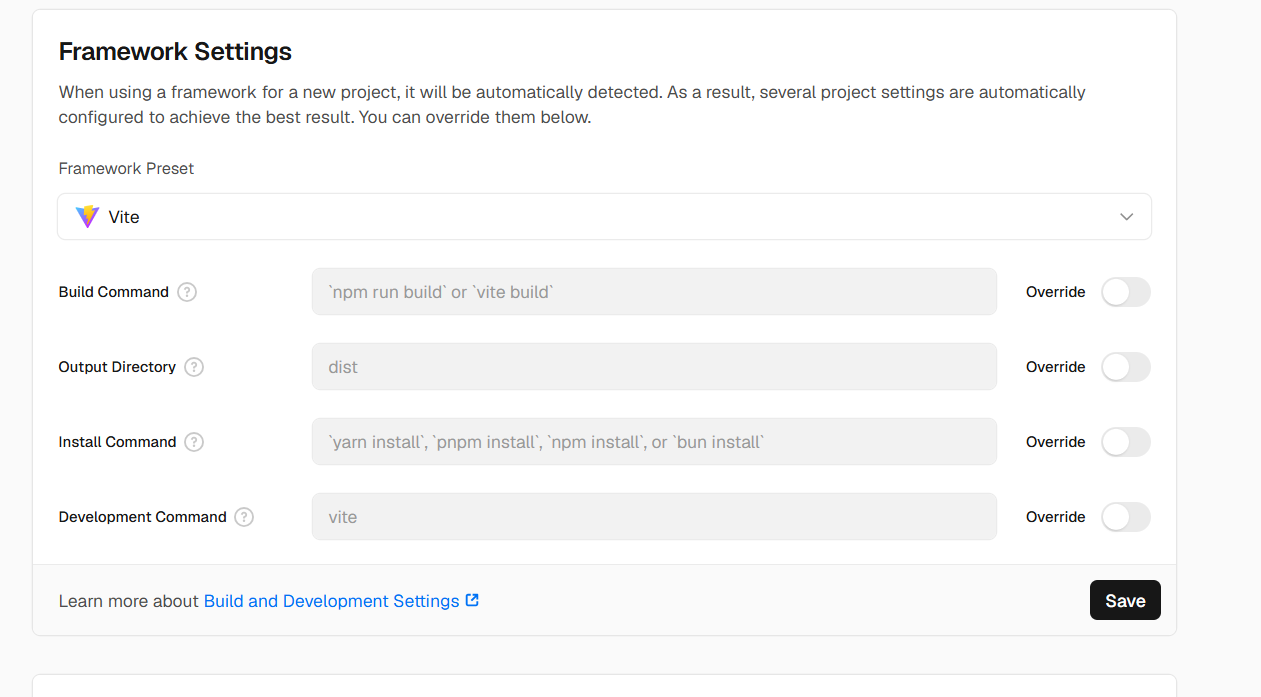 Framework Settings
When using a framework for a new project, it will be automatically detected. As a result, several project settings are automatically
configured to achieve the best result. You can override them below.
Framework Preset
Vite
Build Command ?
`npm run build` or `vite build`
Override
Output Directory ?
dist
Override
Install Command ?
`yarn install`, `pnpm install`, `npm install`, or `bun install`
Override
Development Command ?
vite
Override
Learn more about Build and Development Settings
Save